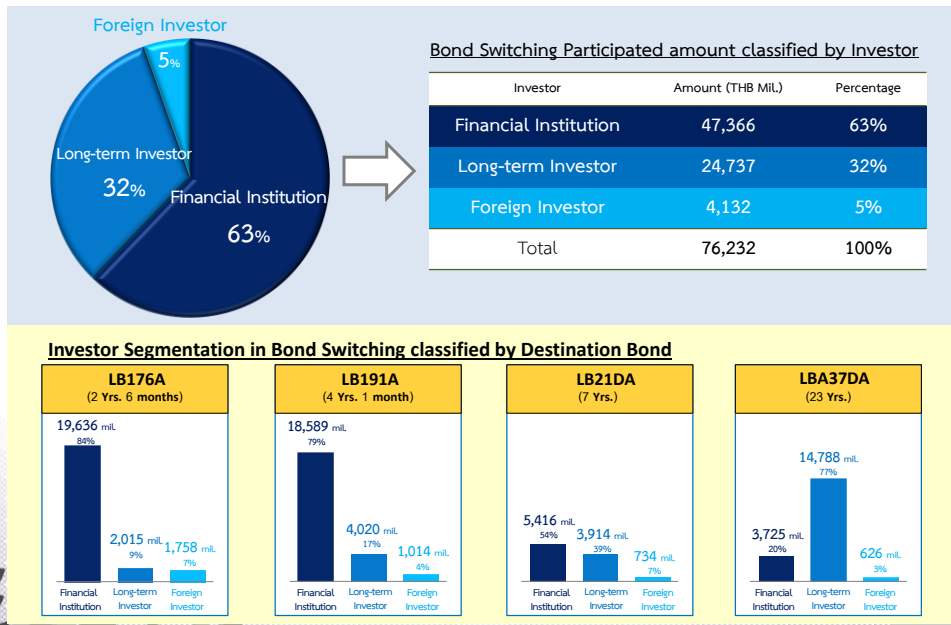 Foreign Investor
5%
Long-term Investor
32%
Financial Institution
63%
Bond Switching Participated amount classified by Investor
Investor Amount (THB Mil.) Percentage
Financial Institution 47,366 63%
Long-term Investor 24,737 32%
Foreign Investor 4,132 5%
Total 76,232 100%
Investor Segmentation in Bond Switching classified by Destination Bond
LB176A
(2 Yrs. 6 months)
19,636 mil.
84%
2,015 mil.
9%
1,758 mil.
7%
Financial Institution
Long-term Investor
Foreign Investor
LB191A
(4 Yrs. 1 month)
18,589 mil.
79%
4,020 mil.
17%
1,014 mil.
4%
Financial Institution
Long-term Investor
Foreign Investor
LB21DA
(7 Yrs.)
5,416 mil.
54%
3,914 mil.
39%
734 mil.
7%
Financial Institution
Long-term Investor
Foreign Investor
LBA37DA
(23 Yrs.)
3,725 mil.
20%
14,788 mil.
77%
626 mil.
3%
Financial Institution
Long-term Investor
Foreign Investor